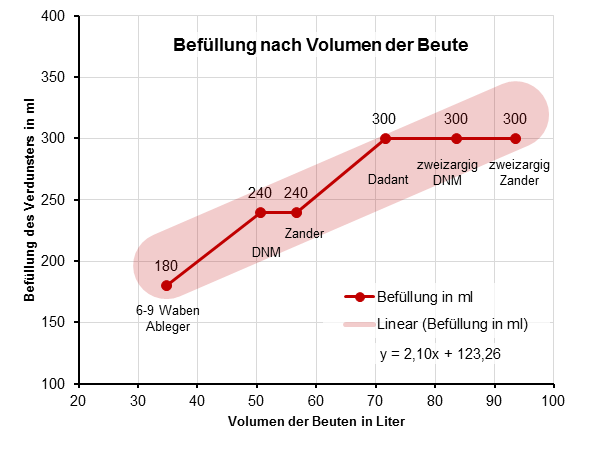 Befüllung nach Volumen der Beute
Befüllung des Verdunsters in ml
400
350
300
250
200
150
100
180
240
240
300
300
300
6-9 Waben
Ableger
DNM
Zander
Dadant
zweizargig
DNM
zweizargig
Zander
Befüllung in ml
Linear (Befüllung in ml)
y = 2,10x + 123,26
20
30
40
50
60
70
80
90
100
Volumen der Beuten in Liter